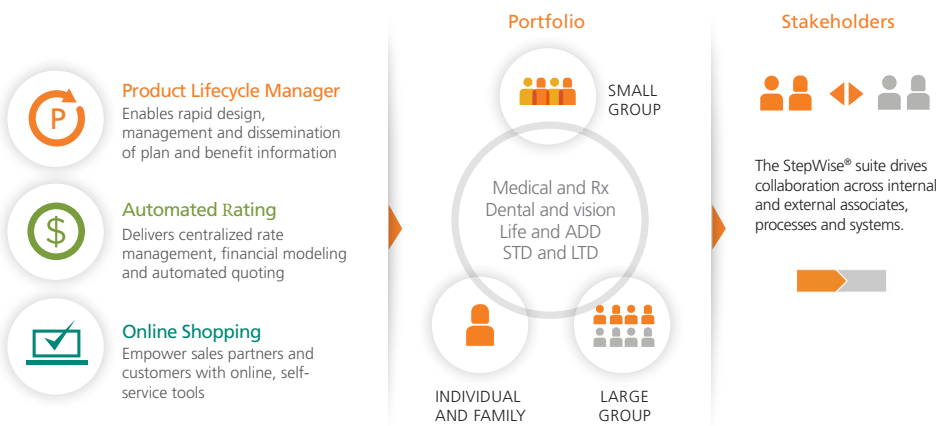 P
Product Lifecycle Manager
Enables rapid design,
management and dissemination
of plan and benefit information
$
Automated Rating
Delivers centralized rate
management, financial modeling
and automated quoting
Online Shopping
Empower sales partners and
customers with online, self-
service tools
Portfolio
SMALL
GROUP
Medical and Rx
Dental and vision
Life and ADD
STD and LTD
INDIVIDUAL
AND FAMILY
LARGE
GROUP
Stakeholders
The StepWise® suite drives
collaboration across internal
and external associates,
processes and systems.